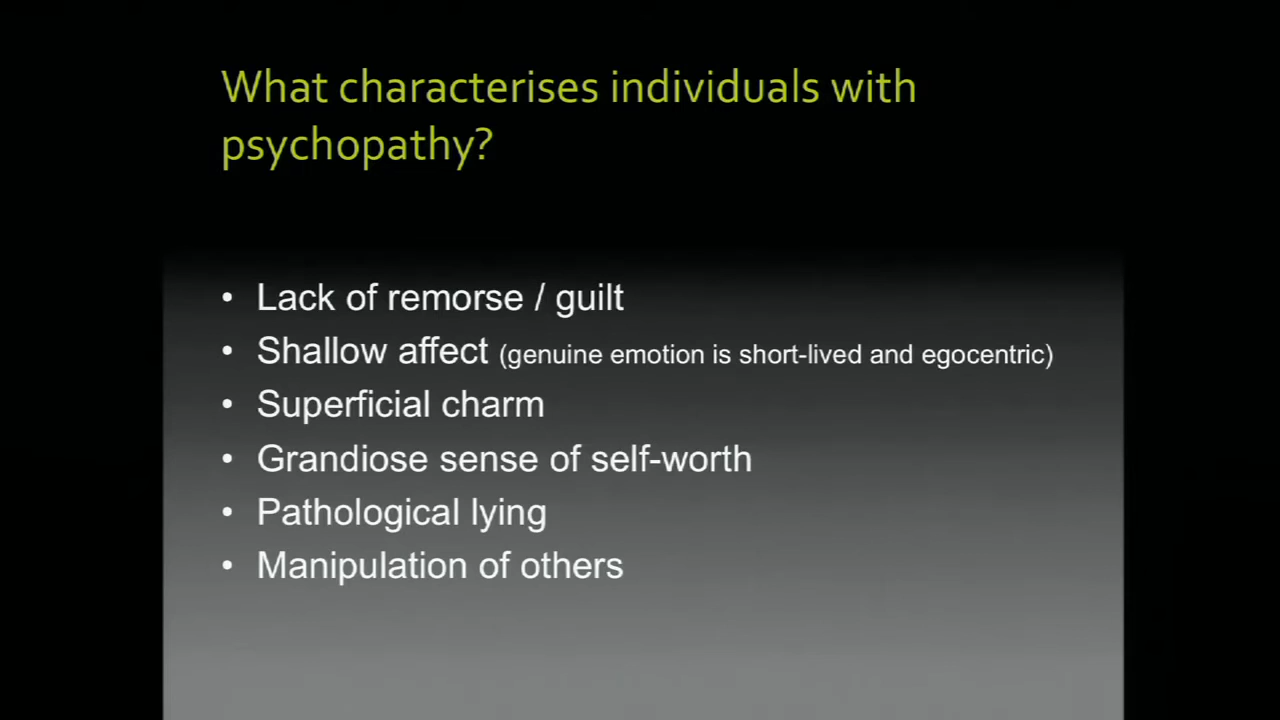 What characterises individuals with
psychopathy?
• Lack of remorse / guilt
• Shallow affect (genuine emotion is short-lived and egocentric)
• Superficial charm
• Grandiose sense of self-worth
• Pathological lying
• Manipulation of others